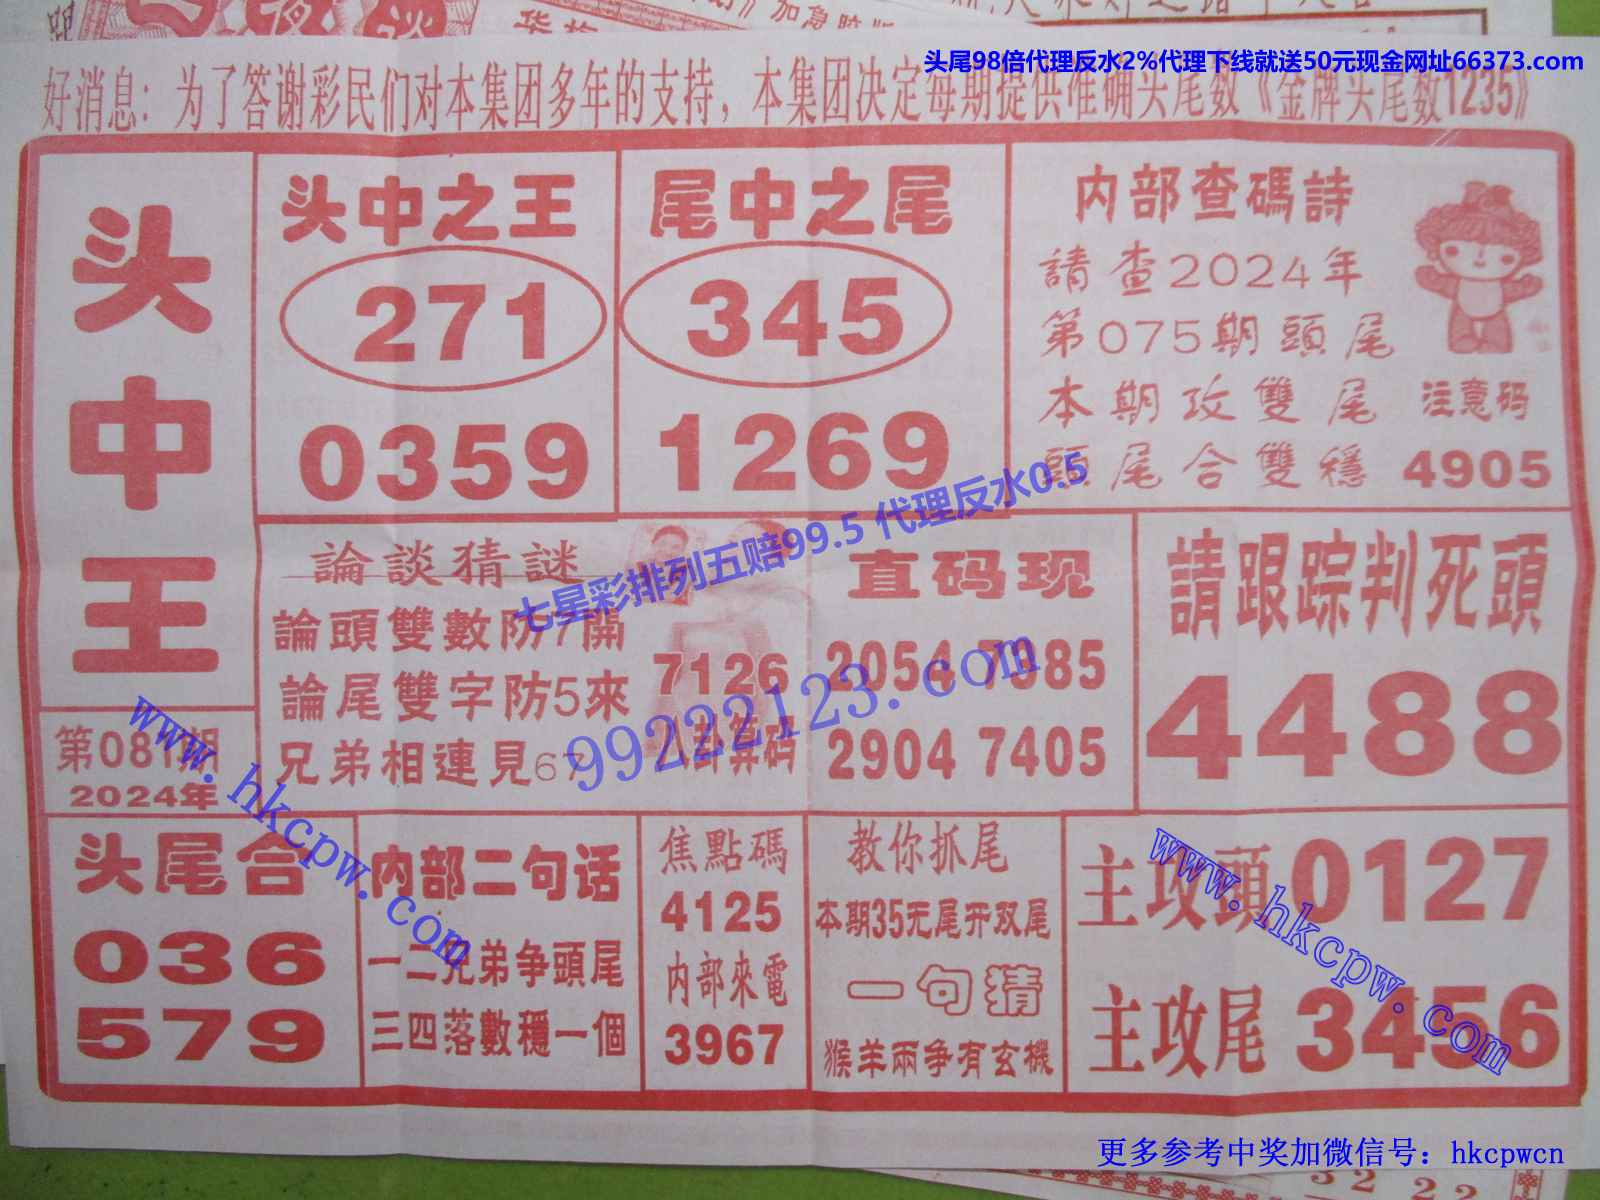 头尾98倍代理反水2%代理下线就送50元现金网址66373.com
好消息：为了答谢彩民们对本集团多年的支持，本集团决定每期提供准确头尾数《金牌头尾数1235》
头中王
第081期
2024年
头中之王
271
0359
尾中之尾
345
1269
内部查碼詩
請查2024年
第075期頭尾
本期攻雙尾
頭尾合雙穩
注意码
4905
論談猜謎
論頭雙數防7開
論尾雙字防5來
兄弟相連見67
7126
八卦算码
直码现
2054 7985
2904 7405
請跟踪判死頭
4488
头尾合
036
579
内部二句话
一二兄弟争頭尾
三四落數穩一個
焦點碼
4125
内部來電
3967
教你抓尾
本期35无尾开双尾
一句猜
猴羊兩争有玄機
主攻頭0127
主攻尾3456
七星彩排列五赔99.5 代理反水0.5
99222123.com
www.hkcpw.com
www.hkcpw.com
更多参考中奖加微信号：hkcpwcn